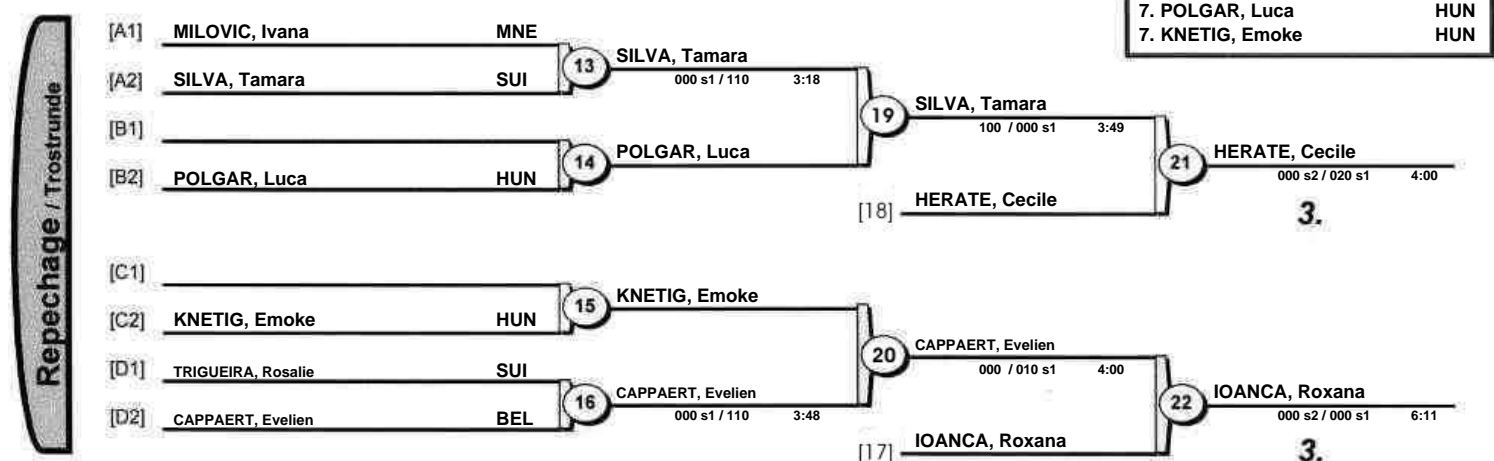 7. POLGAR, Luca HUN
7. KNETIG, Emoke HUN
Repechage / Trostrunde
[A1] MILOVIC, Ivana MNE
[A2] SILVA, Tamara SUI
13 SILVA, Tamara
000 s1 / 110 3:18
[B1]
[B2] POLGAR, Luca HUN
14 POLGAR, Luca
19 SILVA, Tamara
100 / 000 s1 3:49
[18] HERATE, Cecile
21 HERATE, Cecile
000 s2 / 020 s1 4:00
3.
[C1]
[C2] KNETIG, Emoke HUN
15 KNETIG, Emoke
[D1] TRIGUEIRA, Rosalie SUI
[D2] CAPPAERT, Evelien BEL
16 CAPPAERT, Evelien
000 s1 / 110 3:48
20 CAPPAERT, Evelien
000 / 010 s1 4:00
[17] IOANCA, Roxana
22 IOANCA, Roxana
000 s2 / 000 s1 6:11
3.